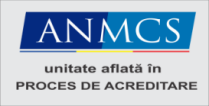 ANMCS
unitate aflată în
PROCES DE ACREDITARE